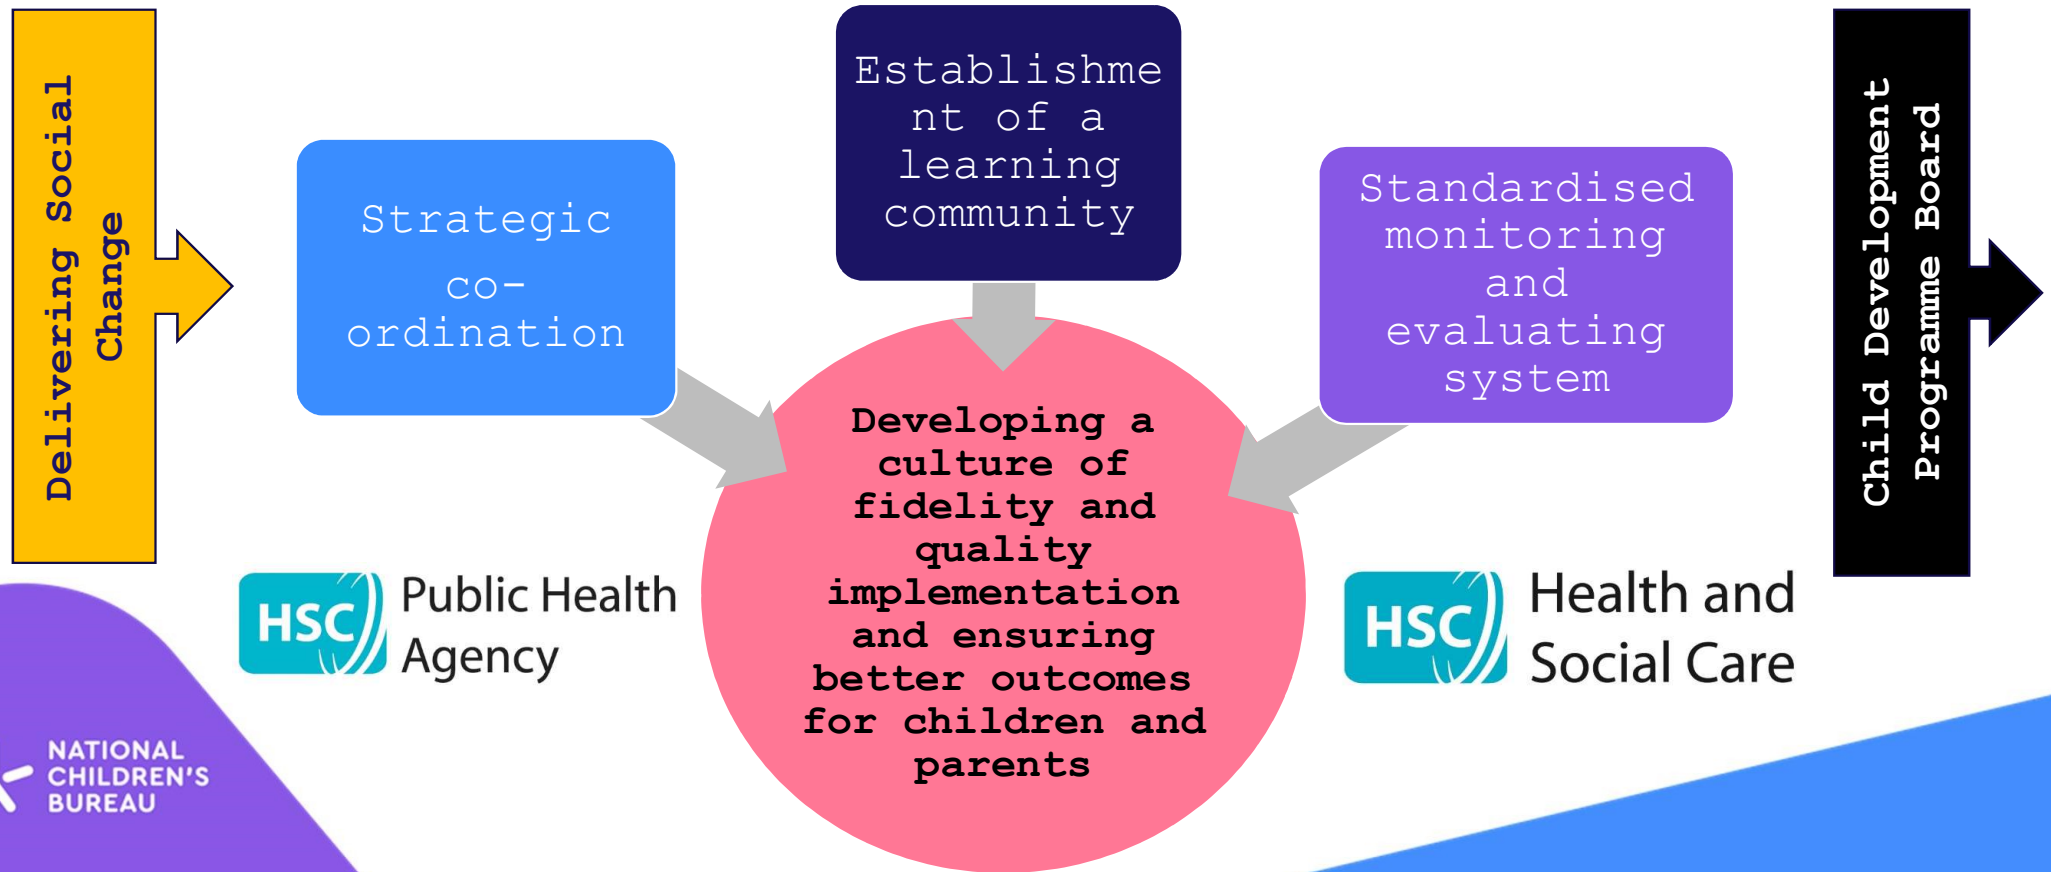 Delivering Social
Change
Strategic
co-
ordination
Establishme
nt of a
learning
community
Standardised
monitoring
and
evaluating
system
Child Development
Programme Board
Developing a
culture of
fidelity and
quality
implementation
and ensuring
better outcomes
for children and
parents
HSC
Public Health
Agency
HSC
Health and
Social Care
NATIONAL
CHILDREN'S
BUREAU